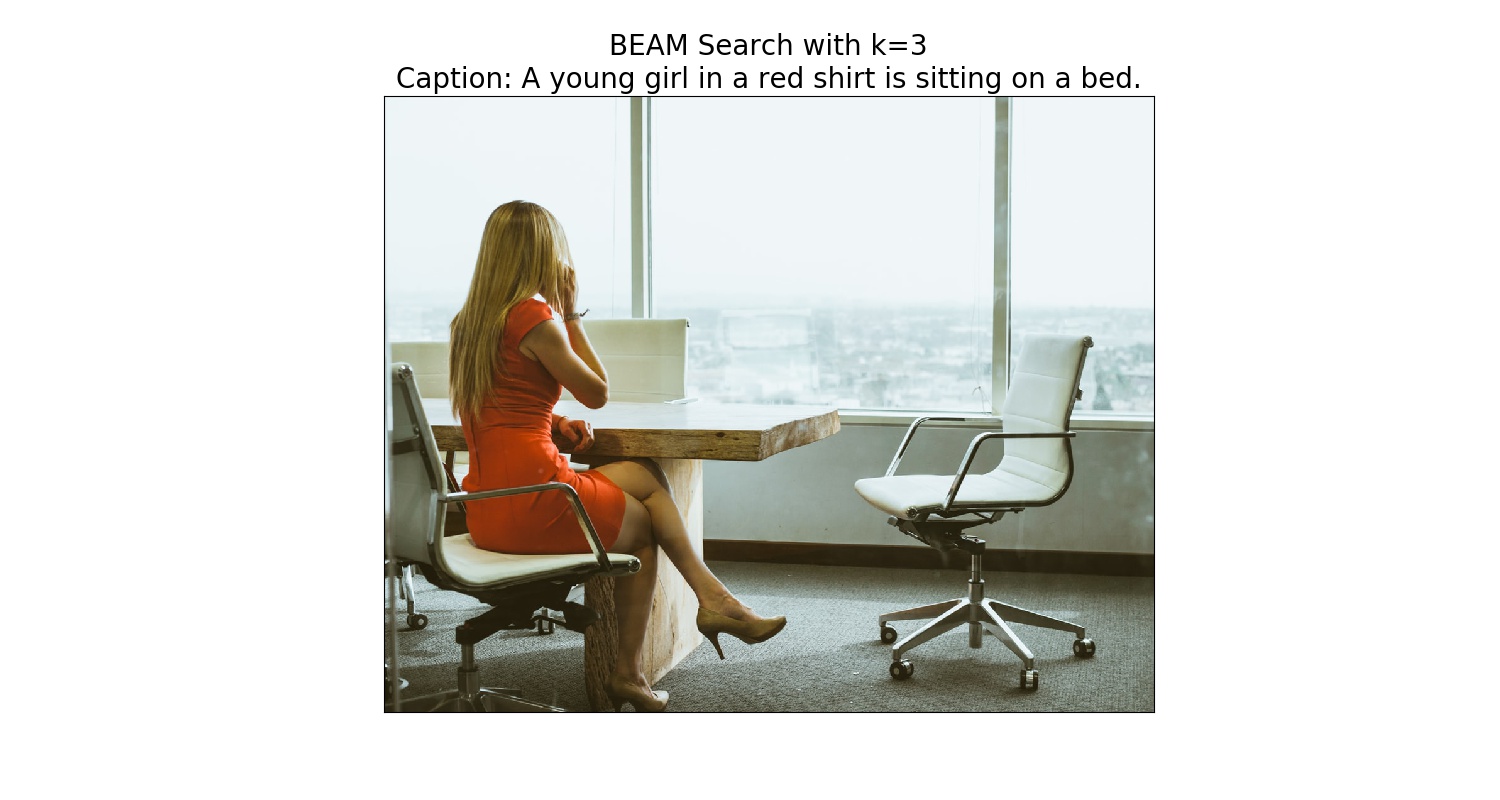 BEAM Search with k=3
Caption: A young girl in a red shirt is sitting on a bed.